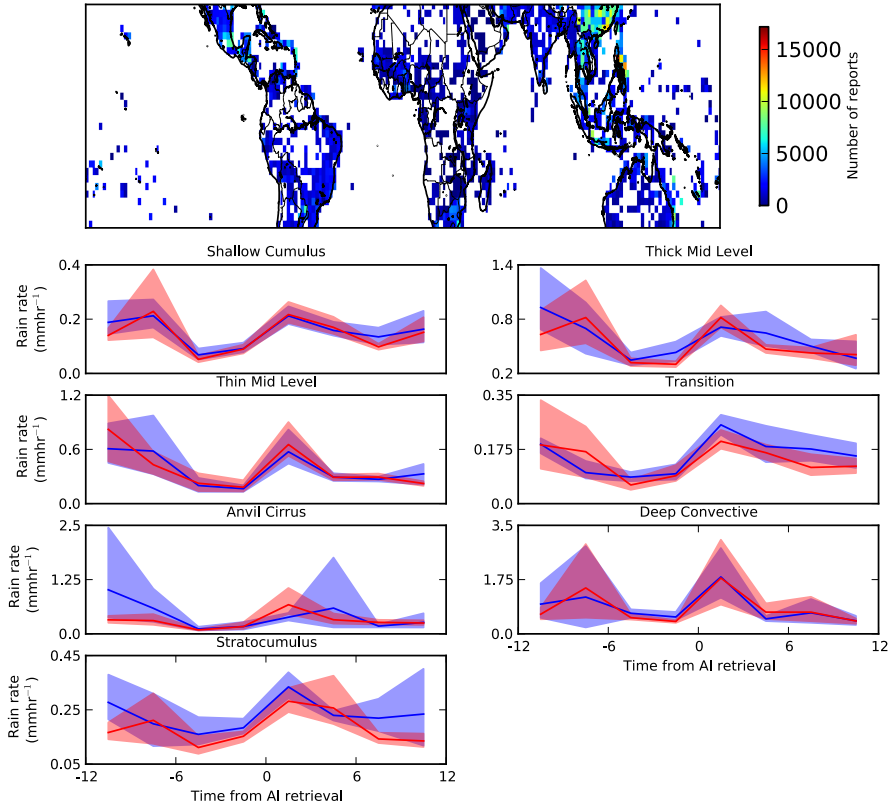 15000
10000
5000
0
Number of reports
Shallow Cumulus
0.4
0.2
0.0
Rain rate
(mmhr⁻¹)
Thick Mid Level
1.4
0.8
0.2
Thin Mid Level
1.2
0.6
0.0
Rain rate
(mmhr⁻¹)
Transition
0.35
0.175
0.0
Anvil Cirrus
2.5
1.25
0.0
Rain rate
(mmhr⁻¹)
Deep Convective
3.5
1.75
0.0
-12 -6 0 6 12
Time from AI retrieval
Stratocumulus
0.45
0.25
0.05
Rain rate
(mmhr⁻¹)
-12 -6 0 6 12
Time from AI retrieval